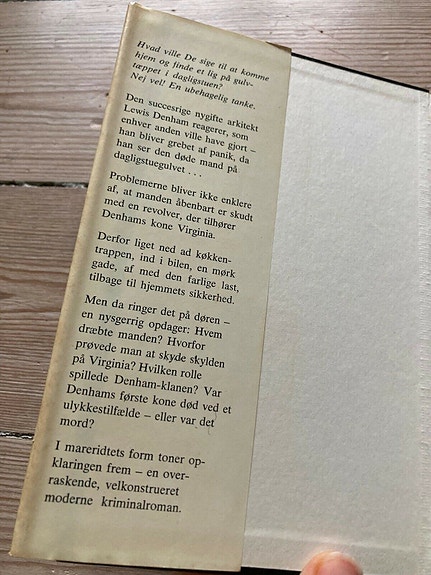 Hvad ville De sige til at komme
hjem og finde et lig på gulv-
tæppet i dagligstuen?
Nej vel! En ubehagelig tanke.
Den succesrige nygifte arkitekt
Lewis Denham reagerer, som
enhver anden ville have gjort –
han bliver grebet af panik, da
han ser den døde mand på
dagligstuegulvet . . .
Problemerne bliver ikke enklere
af, at manden åbenbart er skudt
med en revolver, der tilhører
Denhams kone Virginia.
Derfor liget ned ad køkken-
trappen, ind i bilen, en mørk
gade, af med den farlige last,
tilbage til hjemmets sikkerhed.
Men da ringer det på døren –
en nysgerrig opdager: Hvem
dræbte manden? Hvorfor
prøvede man at skyde skylden
på Virginia? Hvilken rolle
spillede Denham-klanen? Var
Denhams første kone død ved et
ulykkestilfælde – eller var det
mord?
I mareridtets form toner op-
klaringen frem – en over-
raskende, velkonstrueret
moderne kriminalroman.